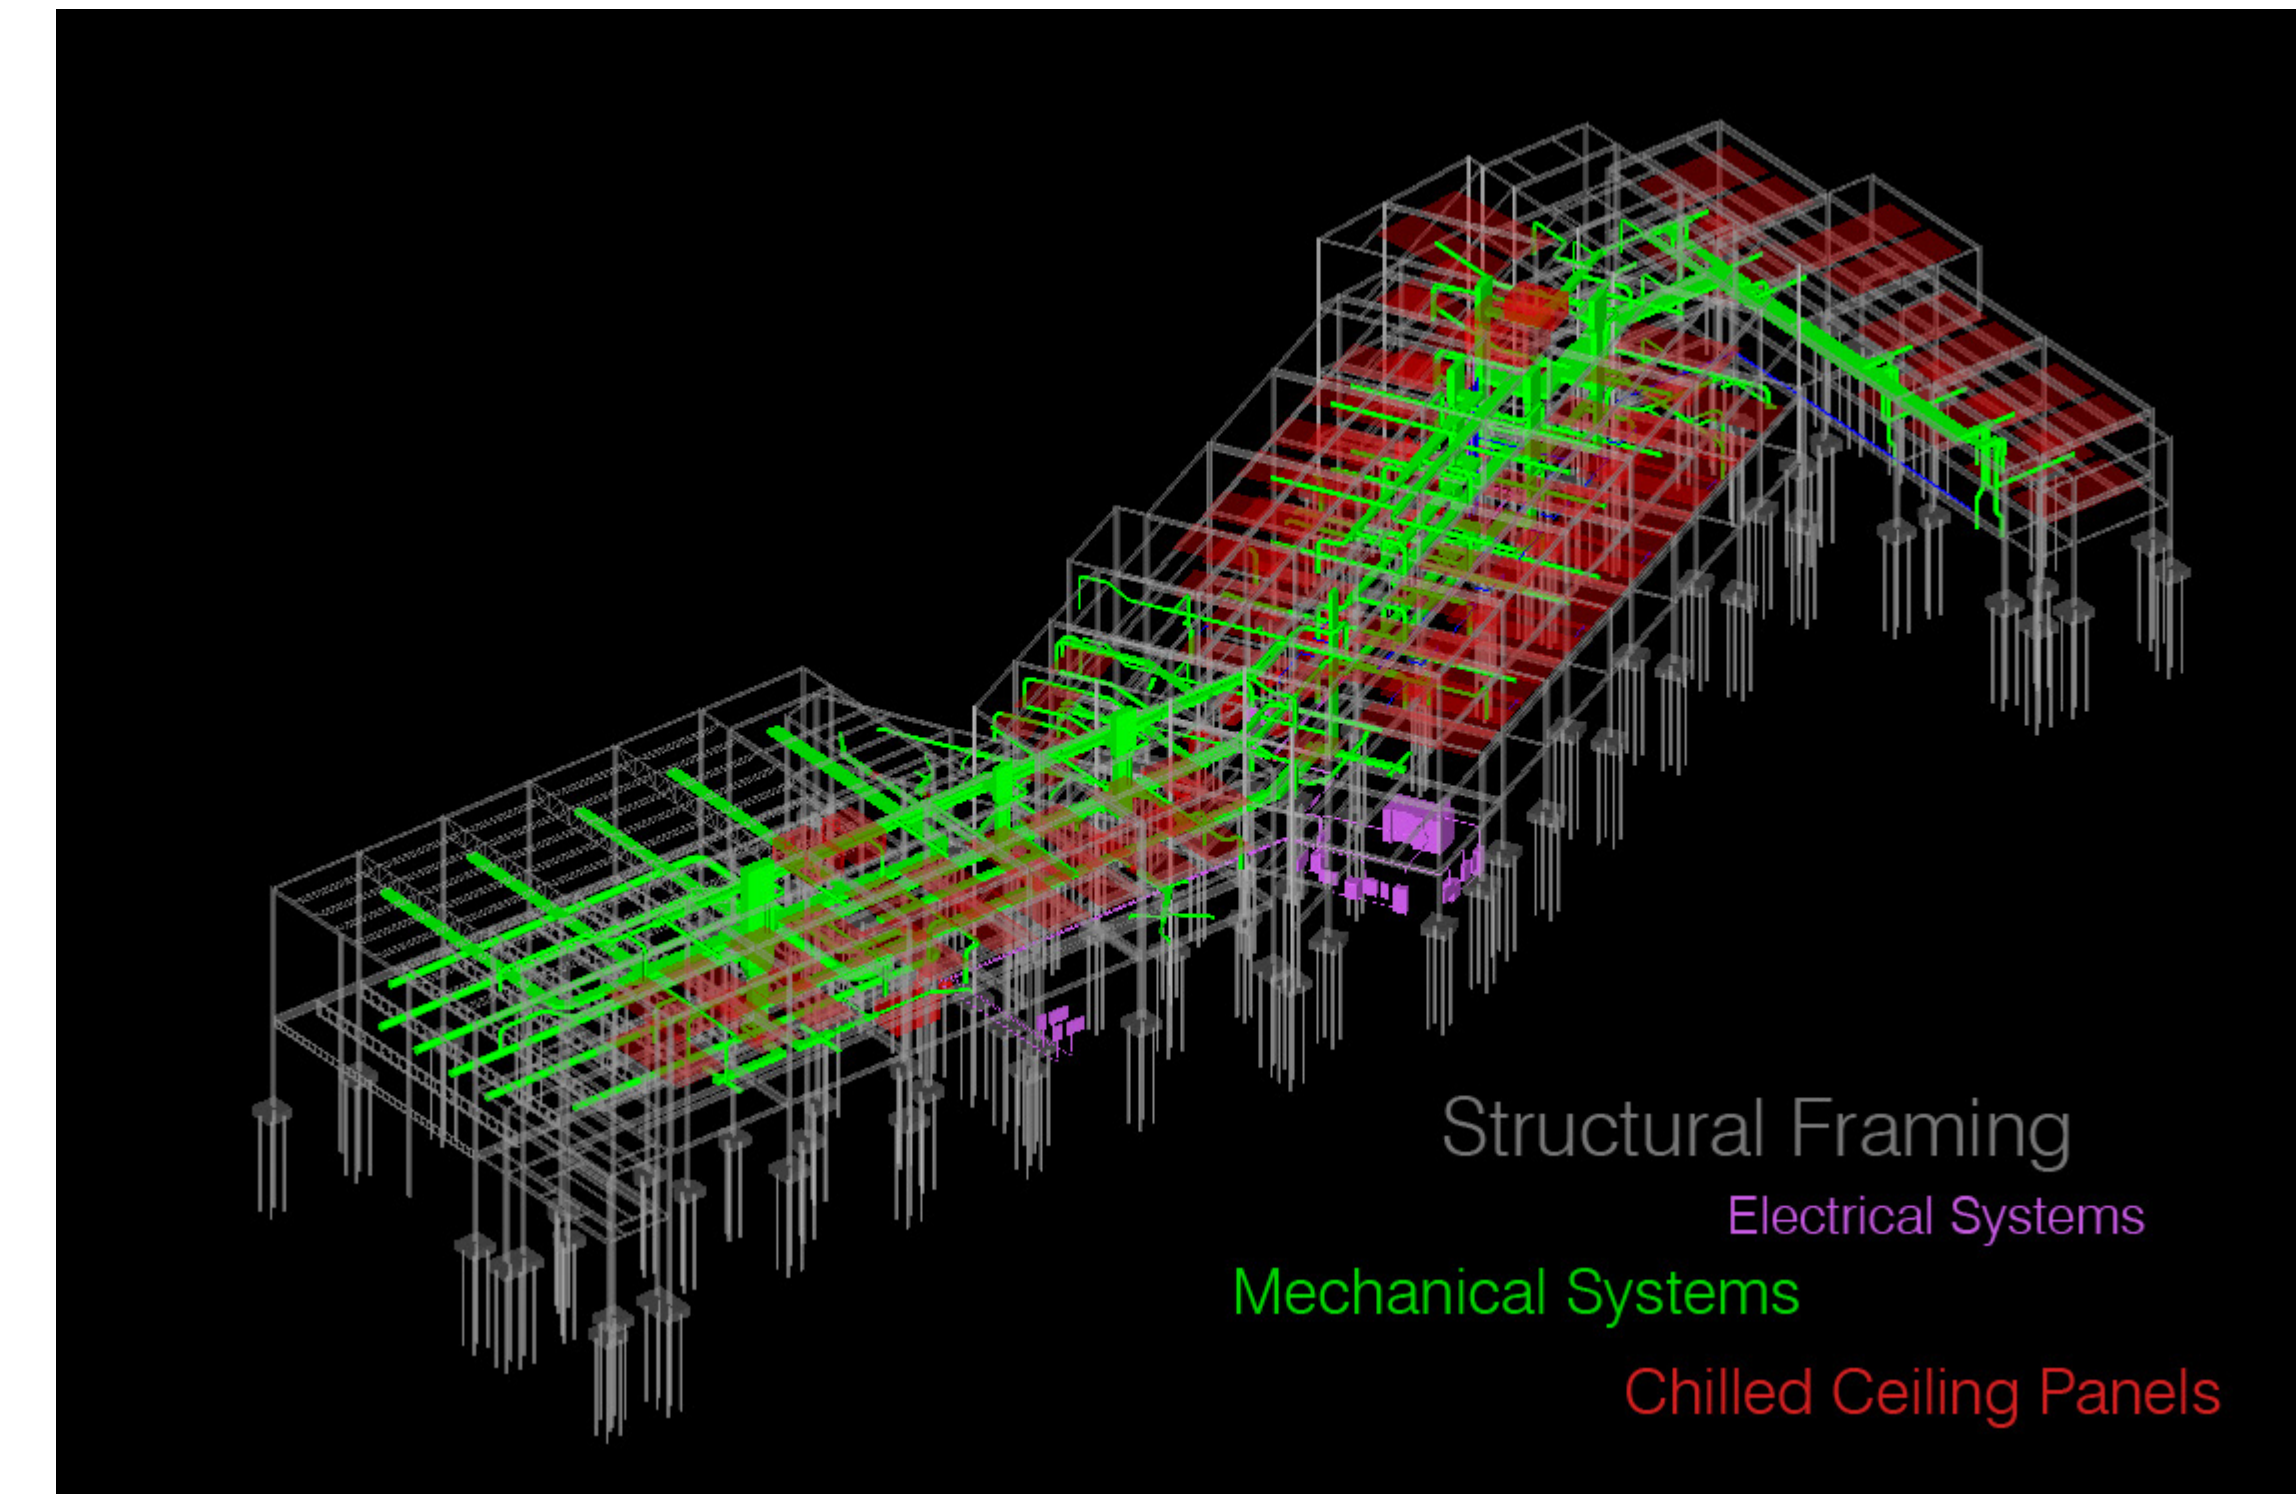 Structural Framing
Electrical Systems
Mechanical Systems
Chilled Ceiling Panels